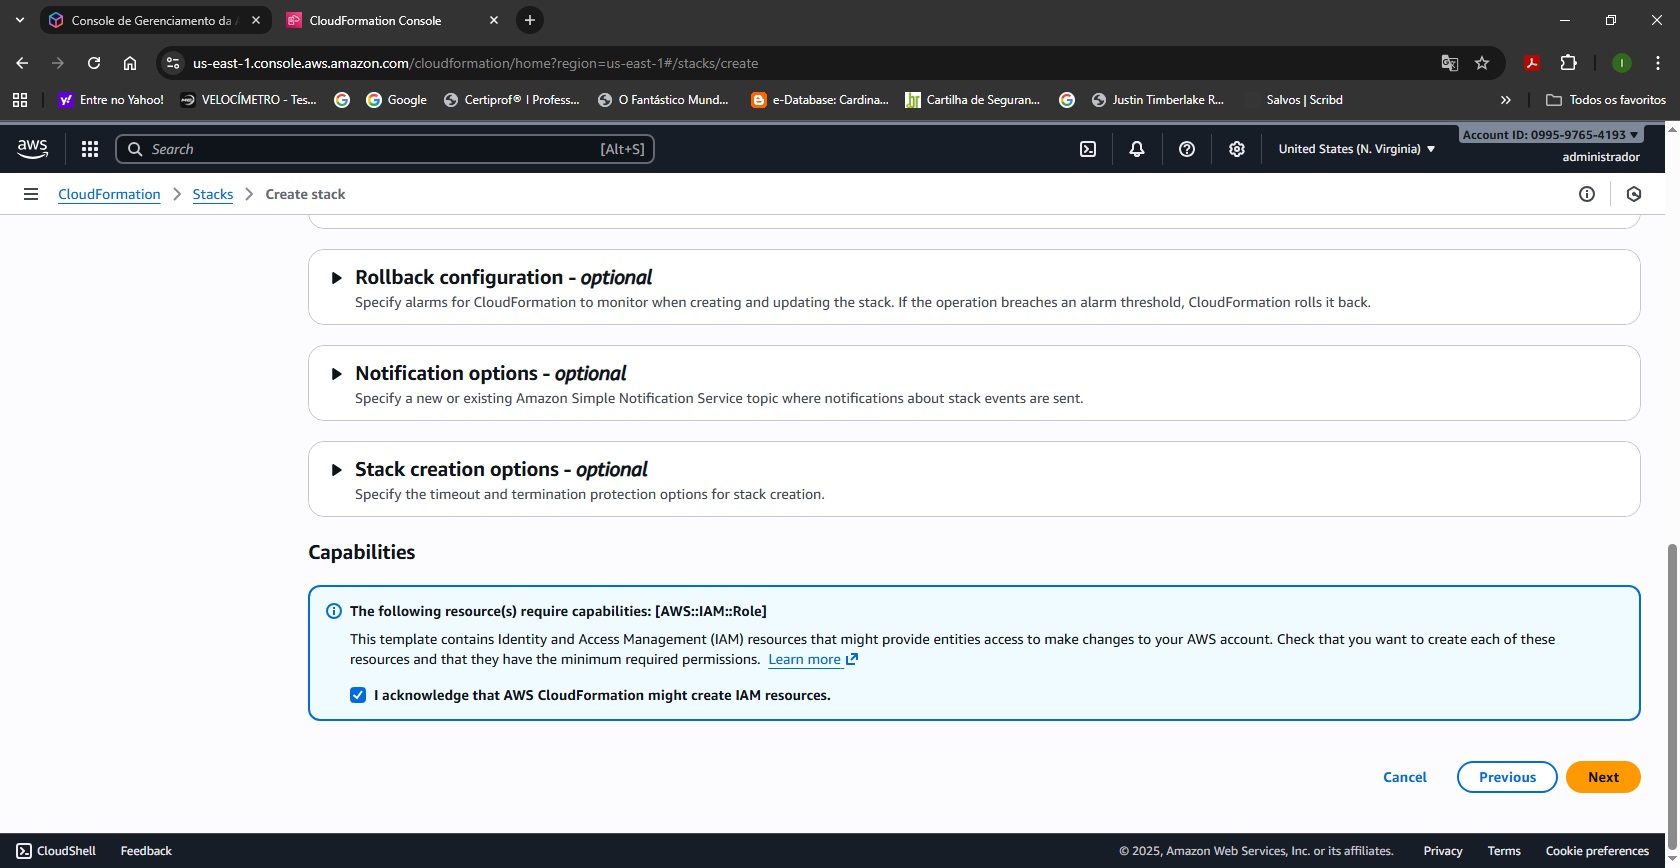 Console de Gerenciamento da
CloudFormation Console
us-east-1.console.aws.amazon.com/cloudformation/home?region=us-east-1#/stacks/create
Entre no Yahoo!
VELOCÍMETRO - Tes...
Google
Certiprof® | Profess...
O Fantástico Mund...
e-Database: Cardina...
Cartilha de Seguran...
Justin Timberlake R...
Salvos | Scribd
Todos os favoritos
aws
Search
[Alt+S]
United States (N. Virginia)
Account ID: 0995-9765-4193
administrador
CloudFormation
Stacks
Create stack
Rollback configuration - optional
Specify alarms for CloudFormation to monitor when creating and updating the stack. If the operation breaches an alarm threshold, CloudFormation rolls it back.
Notification options - optional
Specify a new or existing Amazon Simple Notification Service topic where notifications about stack events are sent.
Stack creation options - optional
Specify the timeout and termination protection options for stack creation.
Capabilities
The following resource(s) require capabilities: [AWS::IAM::Role]
This template contains Identity and Access Management (IAM) resources that might provide entities access to make changes to your AWS account. Check that you want to create each of these
resources and that they have the minimum required permissions. Learn more
I acknowledge that AWS CloudFormation might create IAM resources.
Cancel
Previous
Next
CloudShell
Feedback
© 2025, Amazon Web Services, Inc. or its affiliates.
Privacy
Terms
Cookie preferences